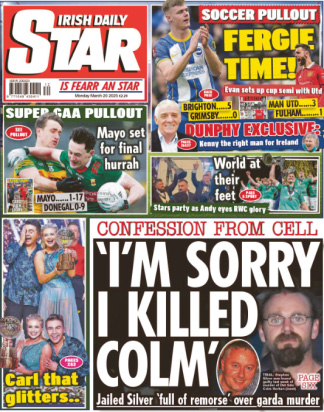 IRISH DAILY
STAR
IS FEARR AN STAR
Monday March 20 2023
SOCCER PULLOUT
FERGIE
TIME!
Evan sets up cup semi with Utd
BRIGHTON.....5
GRIMSBY.......0
MAN UTD.....3
FULHAM.......1
DUNPHY EXCLUSIVE:
Kenny the right man for Ireland
SUPER GAA PULLOUT
SEE
PULLOUT
Mayo set
for final
hurrah
MAYO.......1-17
DONEGAL 0-9
World at
their
feet
Stars party as Andy eyes RWC glory
Carl that
glitters..
CONFESSION FROM CELL
'I'M SORRY
I KILLED
COLM'
PAGE
SIX
Jailed Silver 'full of remorse' over garda murder